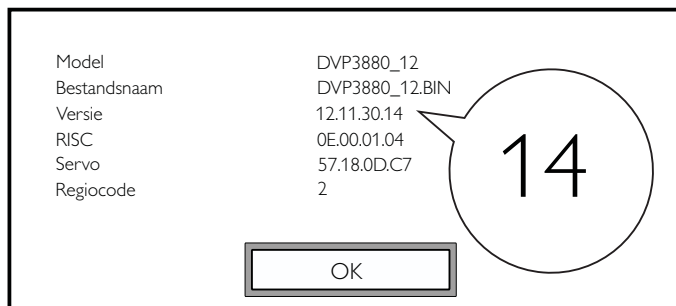 Model DVP3880_12
Bestandsnaam DVP3880_12.BIN
Versie 12.11.30.14
RISC 0E.00.01.04
Servo 57.18.0D.C7
Regiocode 2
14
OK